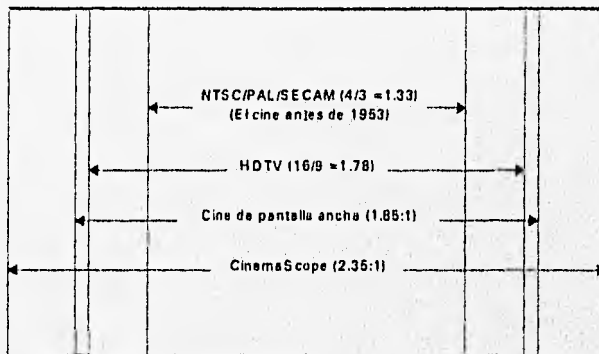 NTSC/PAL/SECAM (4/3 =1.33)
(El cine antes de 1953)
HDTV (16/9 =1.78)
Cine de pantalla ancha (1.85:1)
CinemaScope (2.35:1)